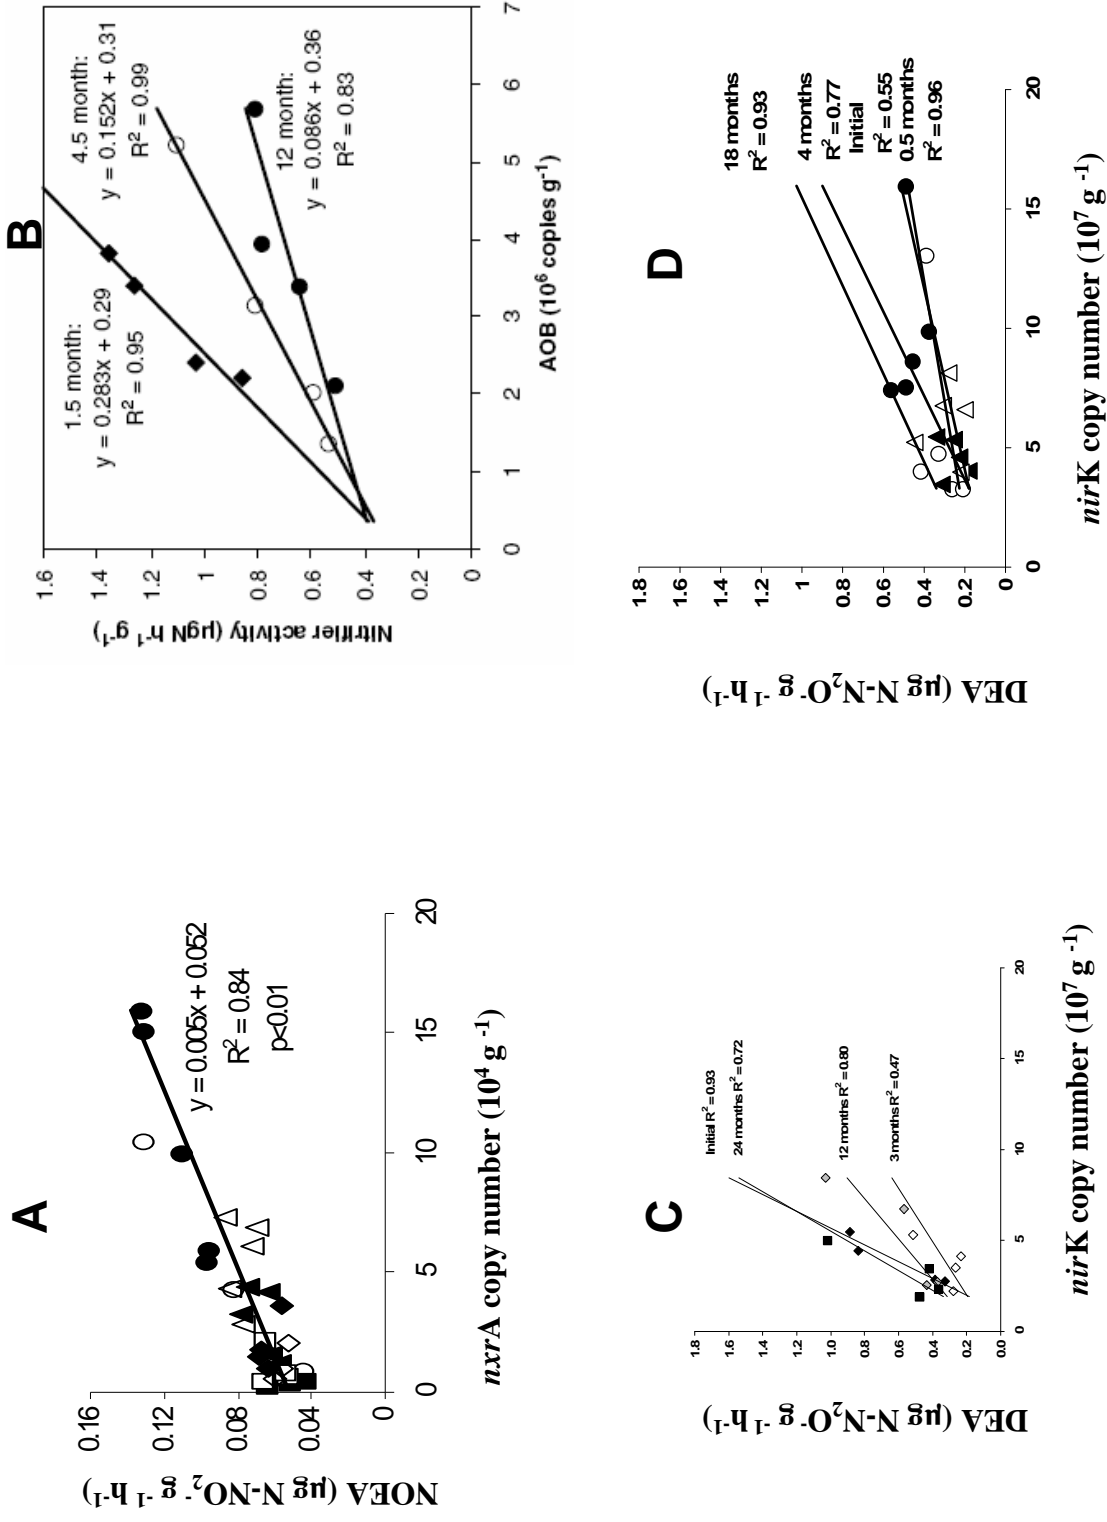 A
0.16
0.12
0.08
0.04
0
NOEA (µg N-NO₂⁻ g⁻¹ h⁻¹)
y = 0.005x + 0.052
R² = 0.84
p<0.01
0
5
10
15
20
nxrA copy number (10⁴ g⁻¹)
B
1.6
1.4
1.2
1
0.8
0.6
0.4
0
Nitrifier activity (µgN h⁻¹ g⁻¹)
1.5 month:
y = 0.283x + 0.29
R² = 0.95
4.5 month:
y = 0.152x + 0.31
R² = 0.99
12 month:
y = 0.086x + 0.36
R² = 0.83
0
1
2
3
4
5
6
7
AOB (10⁶ copies g⁻¹)
C
1.8
1.6
1.4
1.2
1.0
0.8
0.6
0.4
0.2
0.0
DEA (µg N-N₂O⁻ g⁻¹ h⁻¹)
Initial R² = 0.93
24 months R² = 0.72
12 months R² = 0.80
3 months R² = 0.47
0
5
10
15
20
nirK copy number (10⁷ g⁻¹)
D
1.8
1.6
1.4
1.2
1
0.8
0.6
0.4
0.2
0
DEA (µg N-N₂O⁻ g⁻¹ h⁻¹)
18 months
R² = 0.93
4 months
R² = 0.77
Initial
R² = 0.55
0.5 months
R² = 0.96
0
5
10
15
20
nirK copy number (10⁷ g⁻¹)